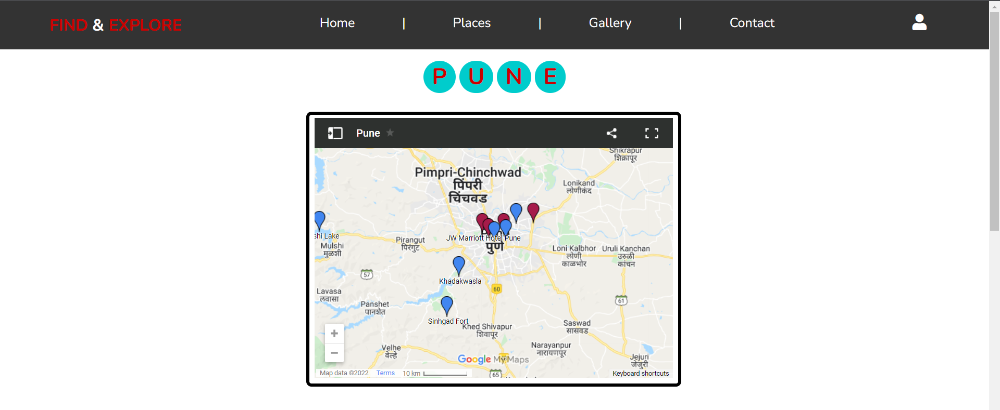 FIND & EXPLORE
Home | Places | Gallery | Contact
P U N E
Pune
Shikrapur
शिक्रापूर
Pimpri-Chinchwad
पिंपरी
चिंचवड
Lonikand
लोणीकंद
shi Lake
JW Marriott Hotel Pune
पुणे
Mulshi
मुळशी
Pirangut
पिरंगुट
Loni Kalbhor
लोणी
काळभोर
Uruli Kanchan
उरुळी
कांचन
57
Khadakwasla
60
Lavasa
लवासा
Panshet
पानशेत
61
Sinhgad Fort
Khed Shivapur
शिवापूर
Saswad
सासवड
Velhe
वेल्हे
Narayanpur
नारायणपूर
Jejuri
जेजुरी
Google My Maps
65
Map data ©2022 Terms 10 km
Keyboard shortcuts